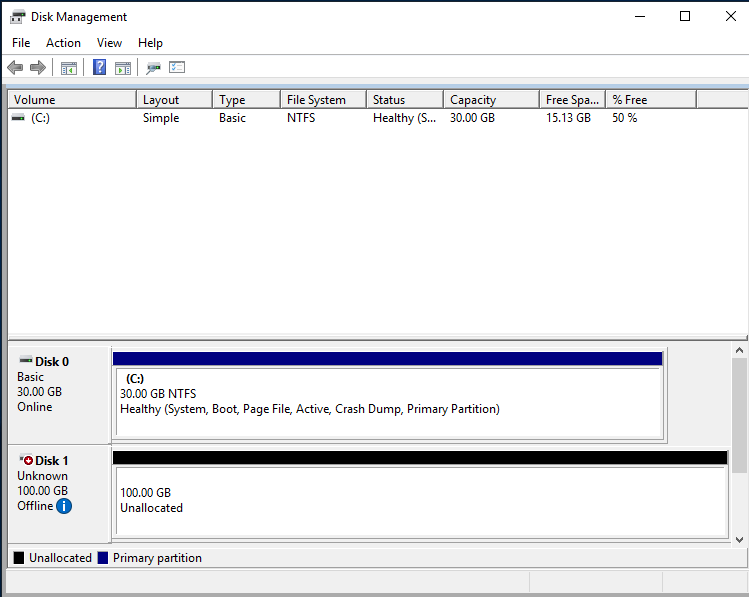 Disk Management
File Action View Help
Volume Layout Type File System Status Capacity Free Spa... % Free
(C:) Simple Basic NTFS Healthy (S... 30.00 GB 15.13 GB 50 %
Disk 0
Basic
30.00 GB
Online
(C:)
30.00 GB NTFS
Healthy (System, Boot, Page File, Active, Crash Dump, Primary Partition)
Disk 1
Unknown
100.00 GB
Offline
100.00 GB
Unallocated
Unallocated Primary partition